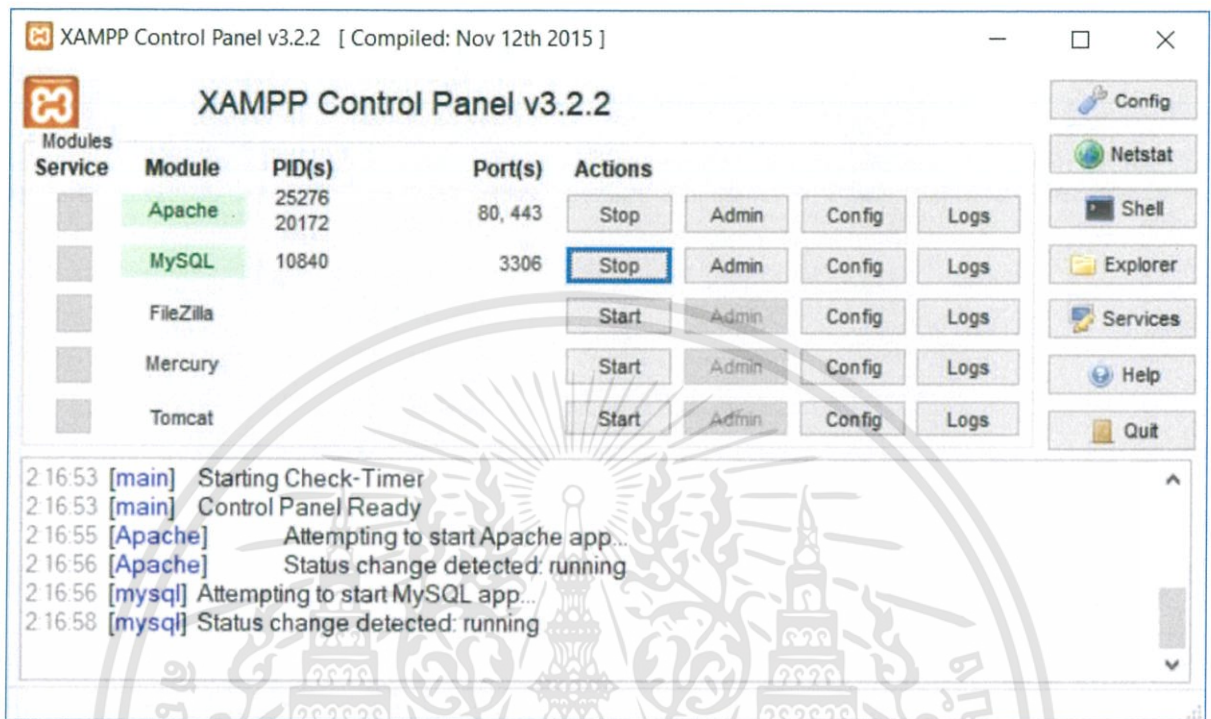 XAMPP Control Panel v3.2.2 [ Compiled: Nov 12th 2015 ]
XAMPP Control Panel v3.2.2
Config
Modules
Service Module PID(s) Port(s) Actions
Netstat
Apache 25276 20172 80, 443 Stop Admin Config Logs
Shell
MySQL 10840 3306 Stop Admin Config Logs
Explorer
FileZilla Start Admin Config Logs
Services
Mercury Start Admin Config Logs
Help
Tomcat Start Admin Config Logs
Quit
2:16:53 [main] Starting Check-Timer
2:16:53 [main] Control Panel Ready
2:16:55 [Apache] Attempting to start Apache app...
2:16:56 [Apache] Status change detected: running
2:16:56 [mysql] Attempting to start MySQL app...
2:16:58 [mysql] Status change detected: running